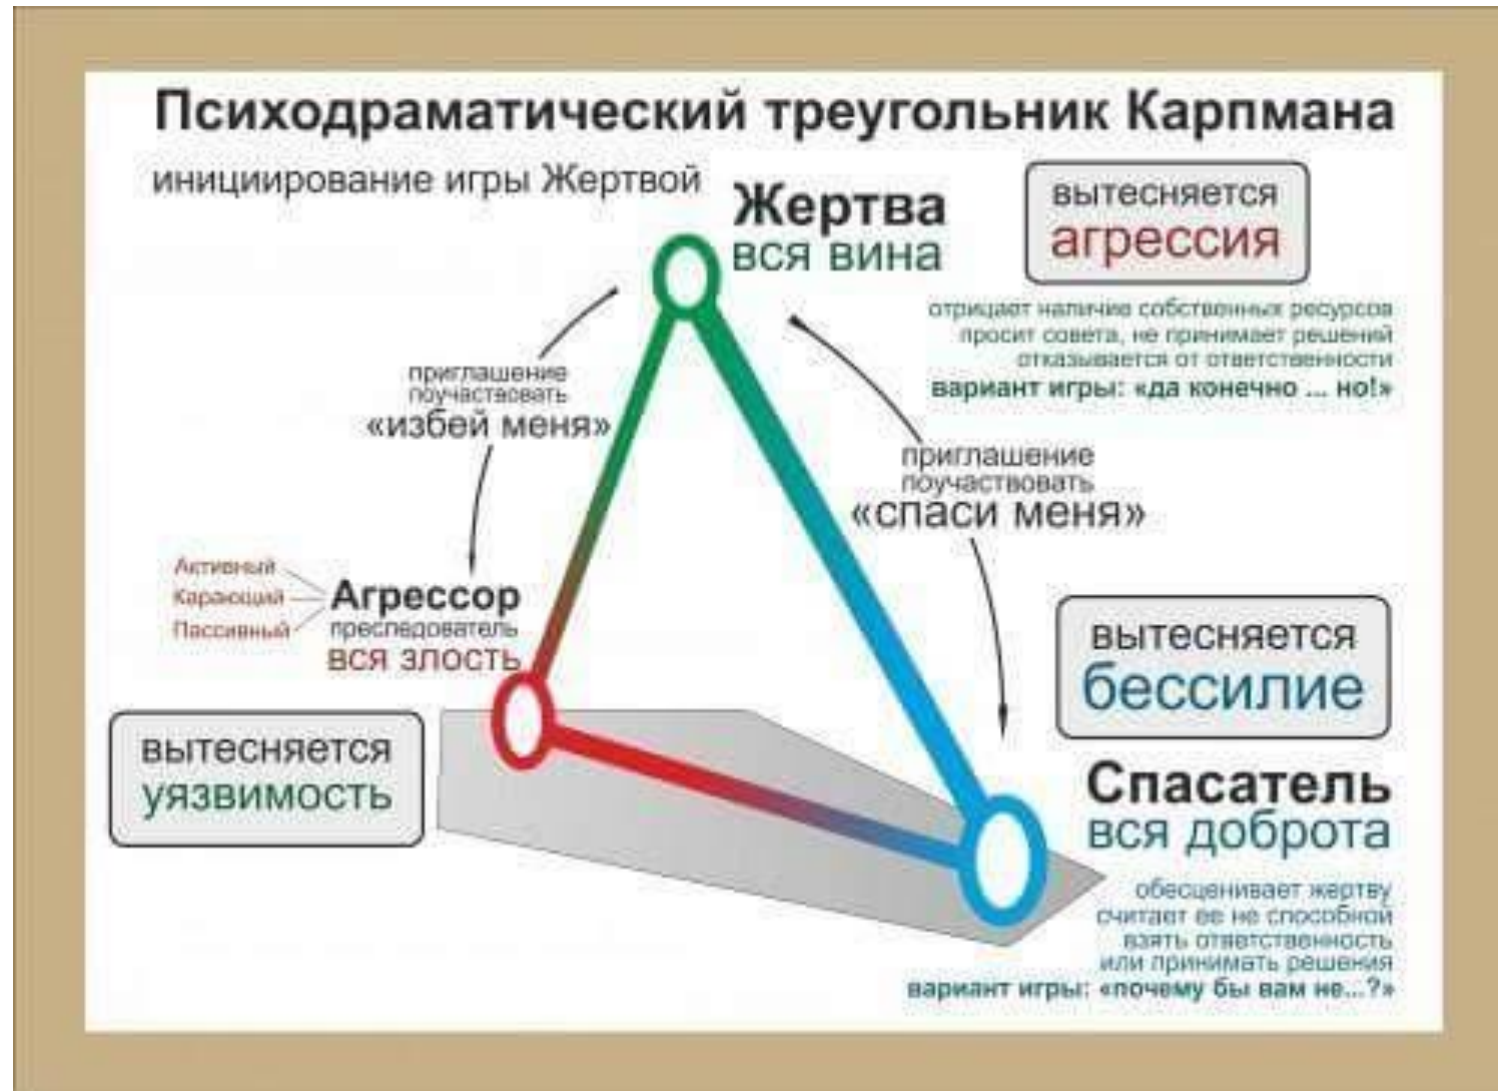 Психодраматический треугольник Карпмана
инициирование игры Жертвой
Жертва
вся вина
вытесняется
агрессия
отрицает наличие собственных ресурсов
просит совета, не принимает решений
отказывается от ответственности
вариант игры: «да конечно ... но!»
приглашение
поучаствовать
«избей меня»
приглашение
поучаствовать
«спаси меня»
Активный
Карающий
Пассивный
Агрессор
преследователь
вся злость
вытесняется
уязвимость
вытесняется
бессилие
Спасатель
вся доброта
обесценивает жертву
считает ее не способной
взять ответственность
или принимать решения
вариант игры: «почему бы вам не...?»